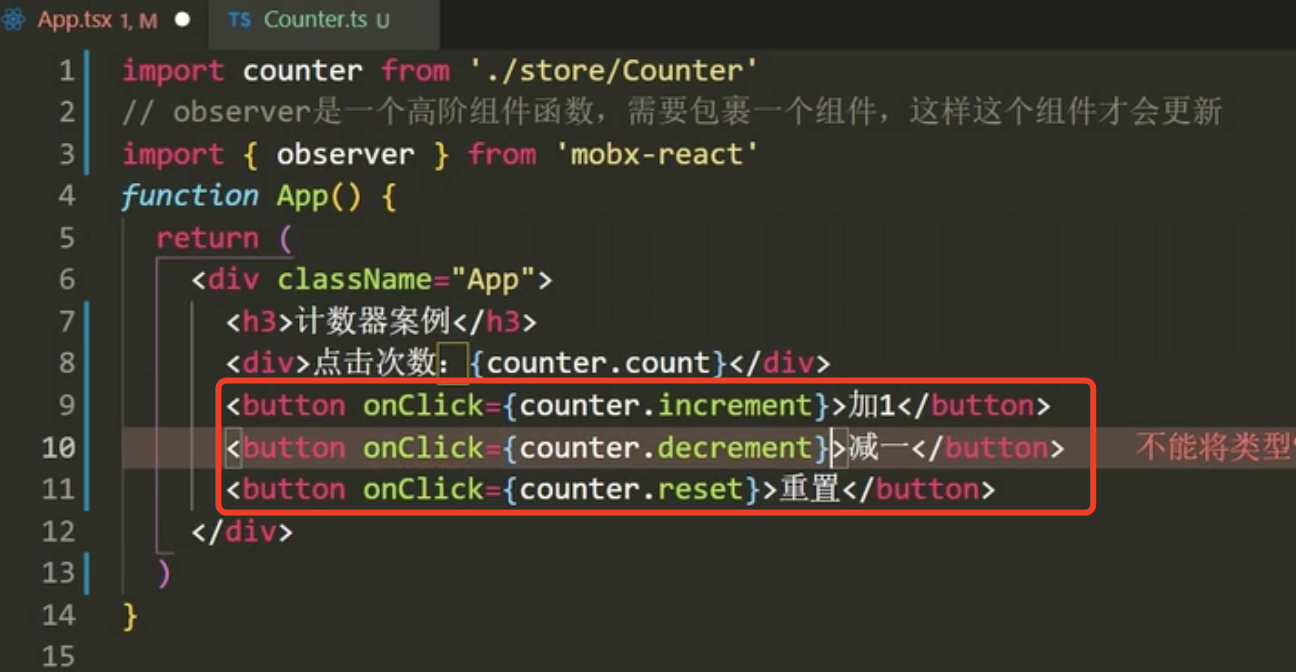 App.tsx 1, M
TS Counter.ts U
1 import counter from './store/Counter'
2 // observer是一个高阶组件函数，需要包裹一个组件，这样这个组件才会更新
3 import { observer } from 'mobx-react'
4 function App() {
5 return (
6 <div className="App">
7 <h3>计数器案例</h3>
8 <div>点击次数：{counter.count}</div>
9 <button onClick={counter.increment}>加1</button>
10 <button onClick={counter.decrement}>减一</button> 不能将类型"
11 <button onClick={counter.reset}>重置</button>
12 </div>
13 )
14 }
15